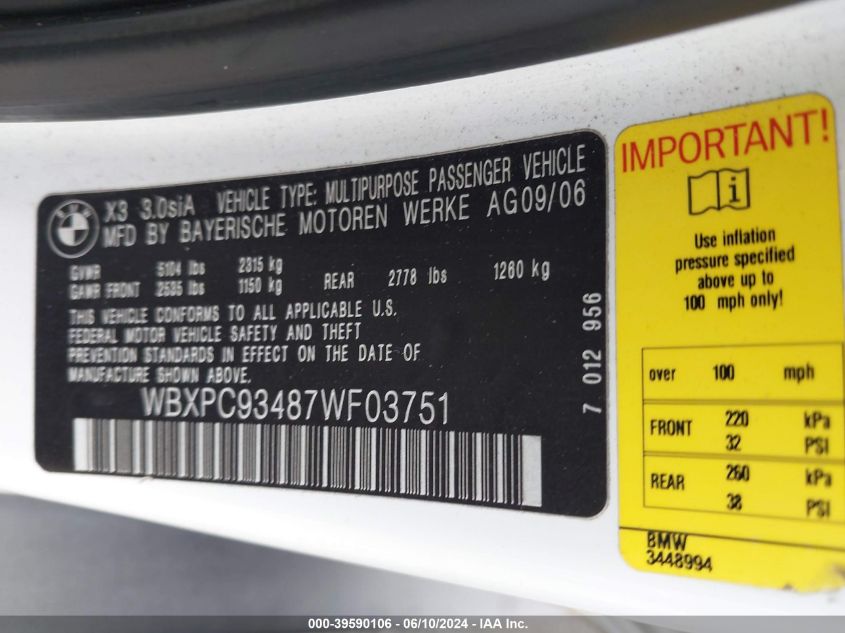 BMW
X3 3.0siA VEHICLE TYPE: MULTIPURPOSE PASSENGER VEHICLE
MFD BY BAYERISCHE MOTOREN WERKE AG09/06
GVWR 5104 lbs 2315 kg
GAWR FRONT 2535 lbs 1150 kg REAR 2778 lbs 1260 kg
THIS VEHICLE CONFORMS TO ALL APPLICABLE U.S.
FEDERAL MOTOR VEHICLE SAFETY AND THEFT
PREVENTION STANDARDS IN EFFECT ON THE DATE OF
MANUFACTURE SHOWN ABOVE.
WBXPC93487WF03751
7 012 956
IMPORTANT!
i
Use inflation
pressure specified
above up to
100 mph only!
over 100 mph
FRONT 220 kPa
32 PSI
REAR 260 kPa
38 PSI
BMW
3448994
000-39590106 - 06/10/2024 - IAA Inc.